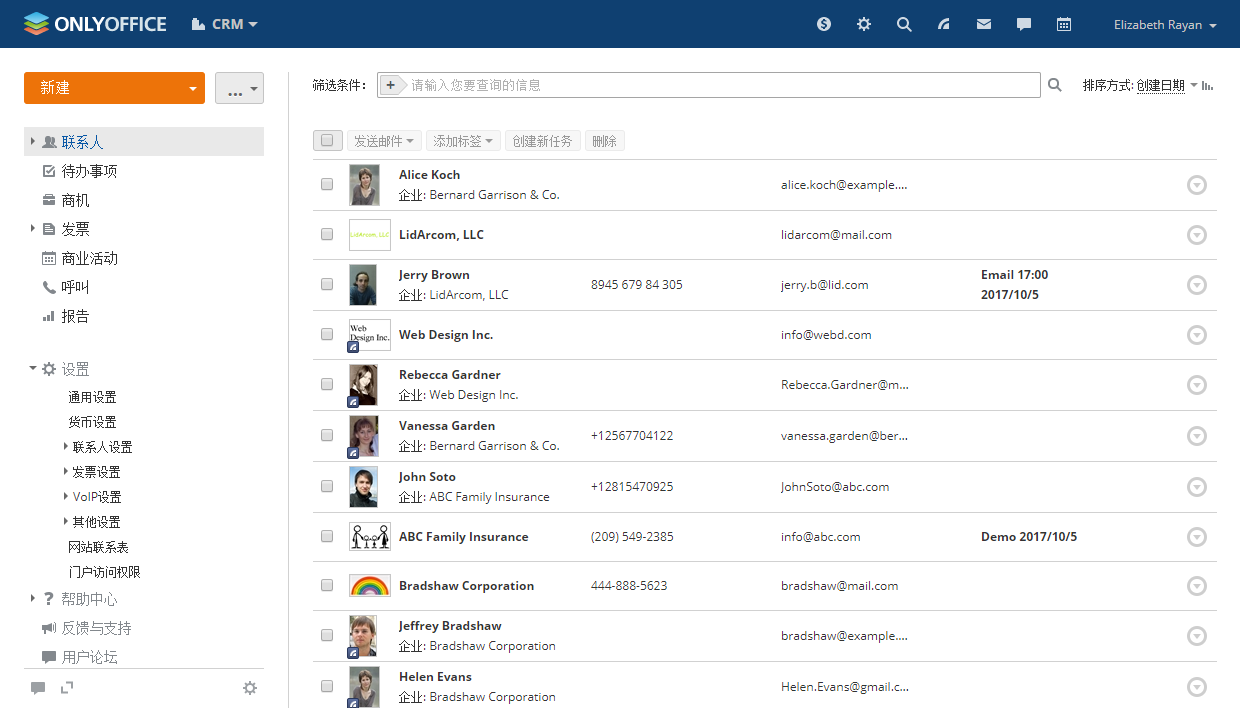 ONLYOFFICE CRM Elizabeth Rayan
新建
...
联系人
待办事项
商机
发票
商业活动
呼叫
报告
设置
通用设置
货币设置
联系人设置
发票设置
VoIP设置
其他设置
网站联系表
门户访问权限
帮助中心
反馈与支持
用户论坛
筛选条件: + 请输入您要查询的信息 排序方式: 创建日期
发送邮件 添加标签 创建新任务 删除
Alice Koch
企业: Bernard Garrison & Co. alice.koch@example....
LidArcom, LLC LidArcom, LLC lidarcom@mail.com
Jerry Brown
企业: LidArcom, LLC 8945 679 84 305 jerry.b@lid.com Email 17:00
2017/10/5
Web
Design Inc. Web Design Inc. info@webd.com
Rebecca Gardner
企业: Web Design Inc. Rebecca.Gardner@m...
Vanessa Garden
企业: Bernard Garrison & Co. +12567704122 vanessa.garden@ber...
John Soto
企业: ABC Family Insurance +12815470925 JohnSoto@abc.com
ABC Family Insurance (209) 549-2385 info@abc.com Demo 2017/10/5
Bradshaw Corporation 444-888-5623 bradshaw@mail.com
Jeffrey Bradshaw
企业: Bradshaw Corporation bradshaw@example....
Helen Evans
企业: Bradshaw Corporation Helen.Evans@gmail.c...